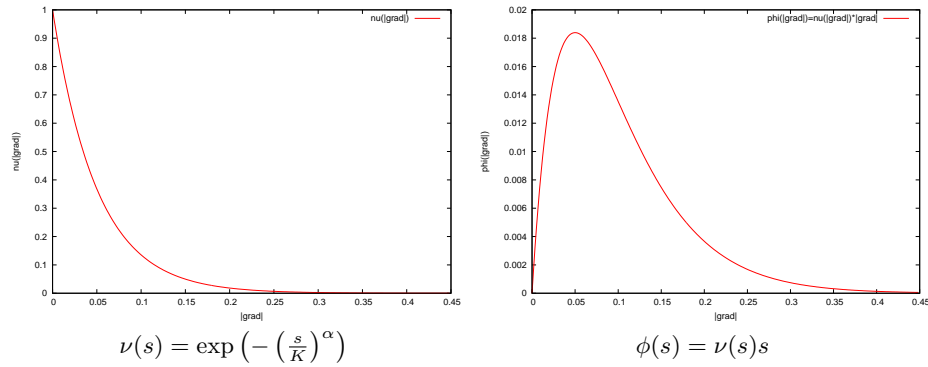 nu(|grad|)
1
0.9
0.8
0.7
0.6
0.5
0.4
0.3
0.2
0.1
0
nu(|grad|)
0 0.05 0.1 0.15 0.2 0.25 0.3 0.35 0.4 0.45
|grad|
ν(s) = exp(−(s/K)^α)
phi(|grad|)=nu(|grad|)*|grad|
0.02
0.018
0.016
0.014
0.012
0.01
0.008
0.006
0.004
0.002
0
phi(|grad|)
0 0.05 0.1 0.15 0.2 0.25 0.3 0.35 0.4 0.45
|grad|
ϕ(s) = ν(s)s